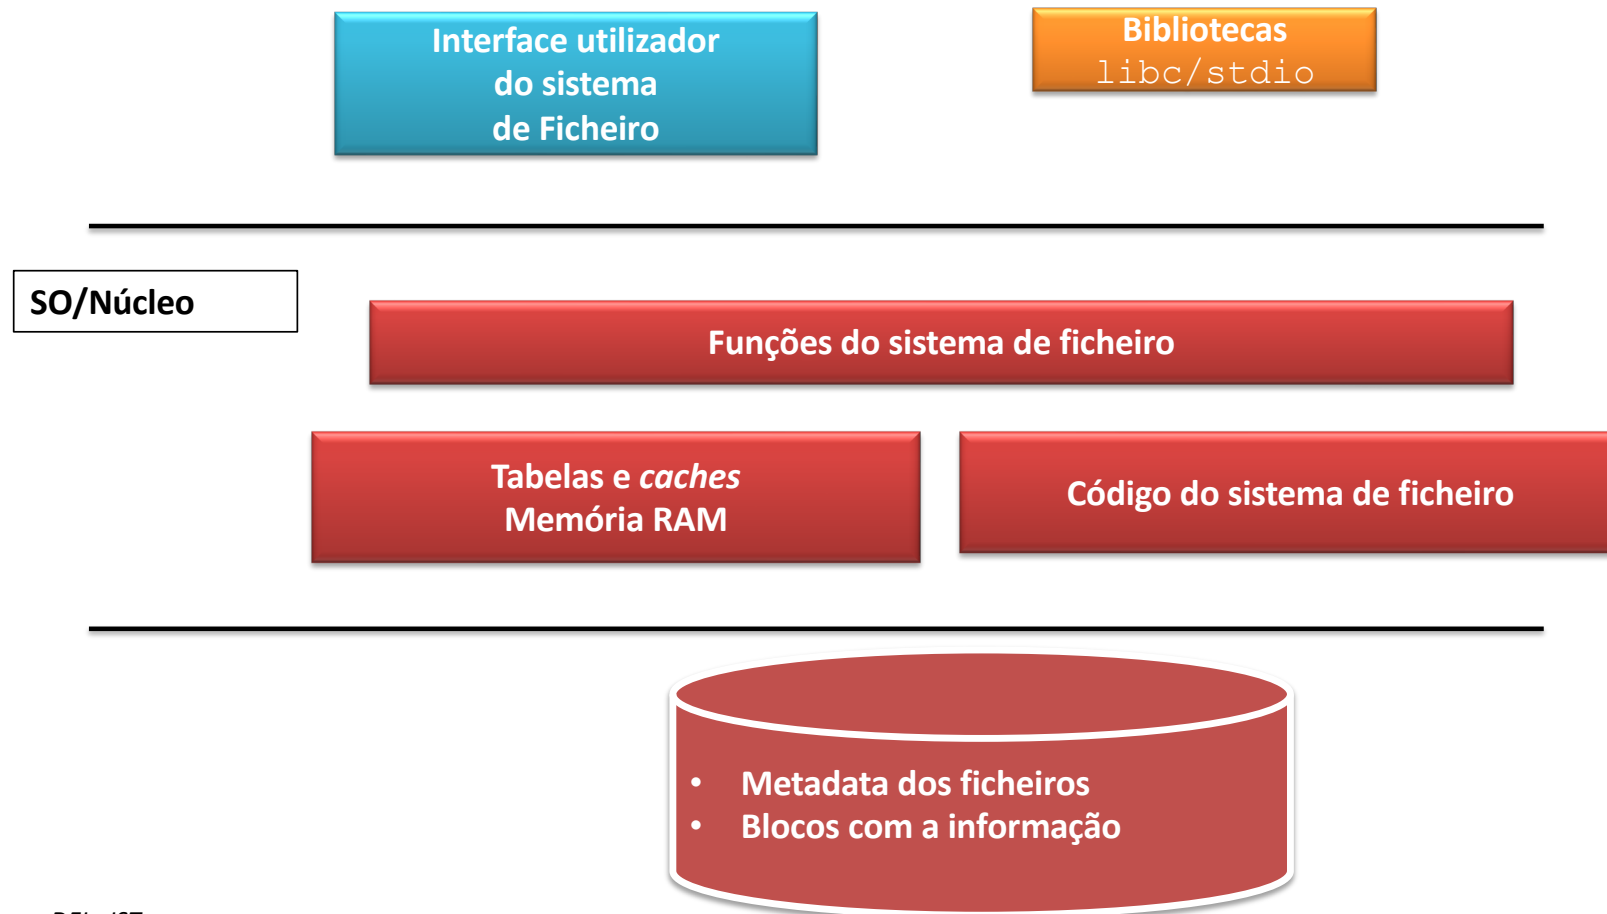 Interface utilizador
do sistema
de Ficheiro
Bibliotecas
libc/stdio
SO/Núcleo
Funções do sistema de ficheiro
Tabelas e caches
Memória RAM
Código do sistema de ficheiro
• Metadata dos ficheiros
• Blocos com a informação